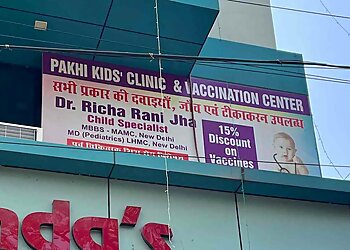 PAKHI KIDS' CLINIC & VACCINATION CENTER
सभी प्रकार की दवाइयाँ, जाँच एवं टीकाकरण उपलब्ध
Dr. Richa Rani Jha
Child Specialist
MBBS - MAMC, New Delhi
MD (Pediatrics) LHMC, New Delhi
15%
Discount
on
Vaccines
nda's